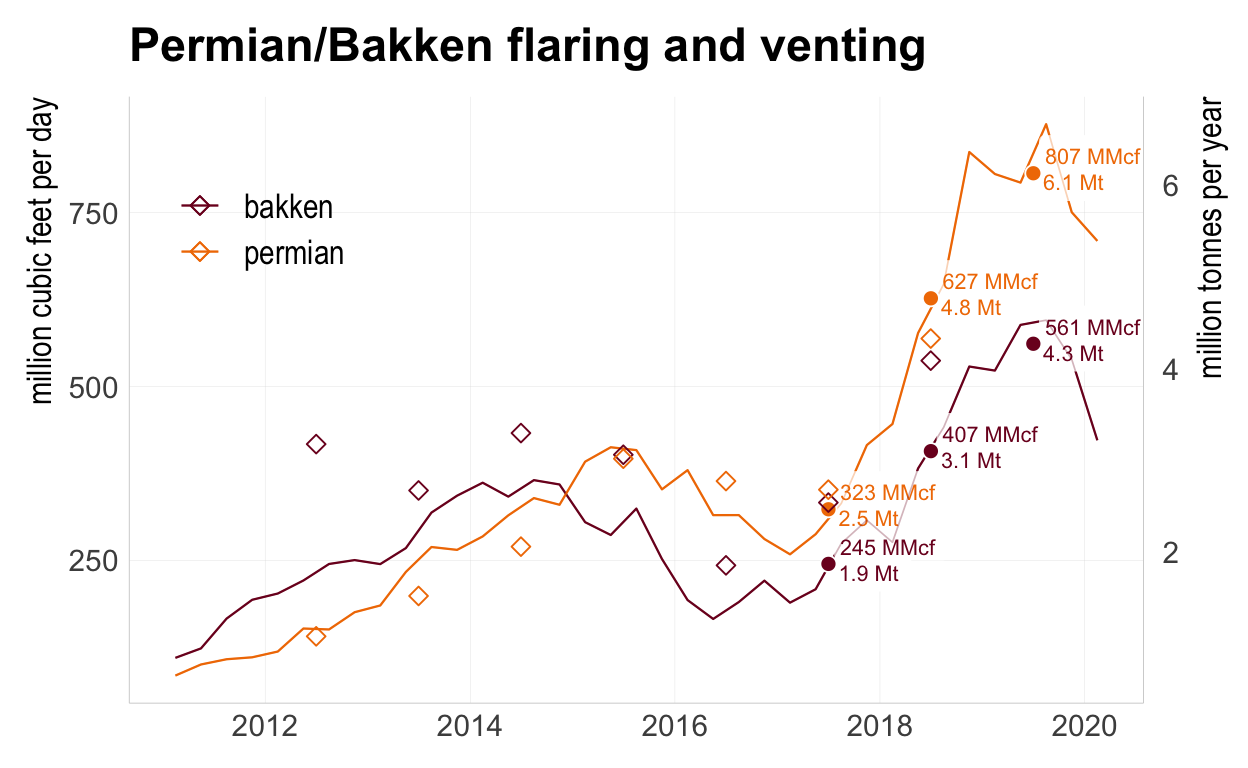 Permian/Bakken flaring and venting
million cubic feet per day
million tonnes per year
bakken
permian
750
500
250
6
4
2
807 MMcf
6.1 Mt
627 MMcf
4.8 Mt
561 MMcf
4.3 Mt
407 MMcf
3.1 Mt
323 MMcf
2.5 Mt
245 MMcf
1.9 Mt
2012
2014
2016
2018
2020